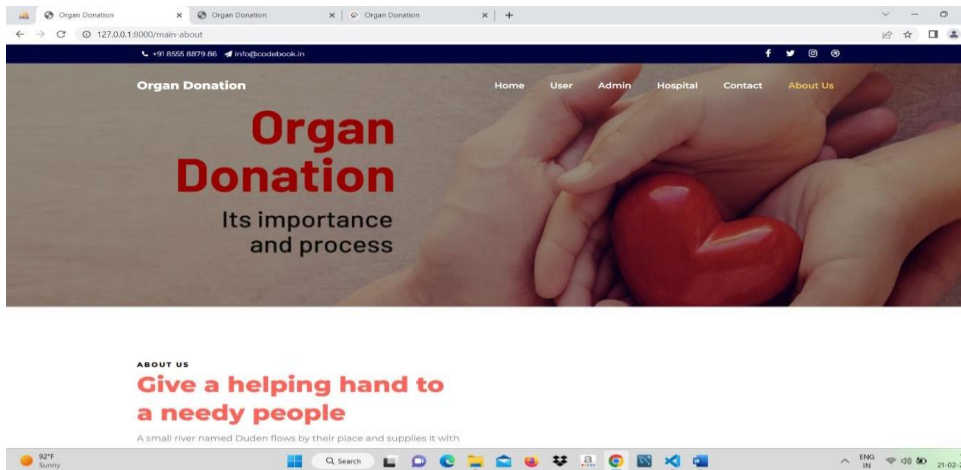 Organ Donation
Organ Donation
Organ Donation
127.0.0.1:8000/main-about
+91 8555 8879 86 info@codebook.in
Organ Donation Home User Admin Hospital Contact About Us
Organ
Donation
Its importance
and process
ABOUT US
Give a helping hand to
a needy people
A small river named Duden flows by their place and supplies it with
92°F
Sunny
Search
ENG
IN
21-02-